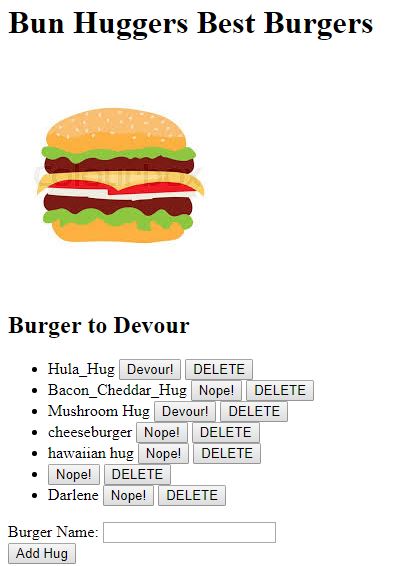 Bun Huggers Best Burgers
colourbox
Burger to Devour
Hula_Hug Devour! DELETE
Bacon_Cheddar_Hug Nope! DELETE
Mushroom Hug Devour! DELETE
cheeseburger Nope! DELETE
hawaiian hug Nope! DELETE
Nope! DELETE
Darlene Nope! DELETE
Burger Name:
Add Hug